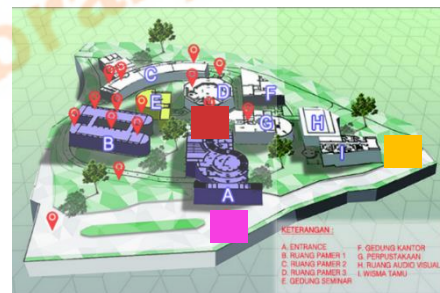 C
D
F
E
G
H
B
I
A
KETERANGAN :
A. ENTRANCE
B. RUANG PAMER 1
C. RUANG PAMER 2
D. RUANG PAMER 3
E. GEDUNG SEMINAR
F. GEDUNG KANTOR
G. PERPUSTAKAAN
H. RUANG AUDIO VISUAL
I. WISMA TAMU